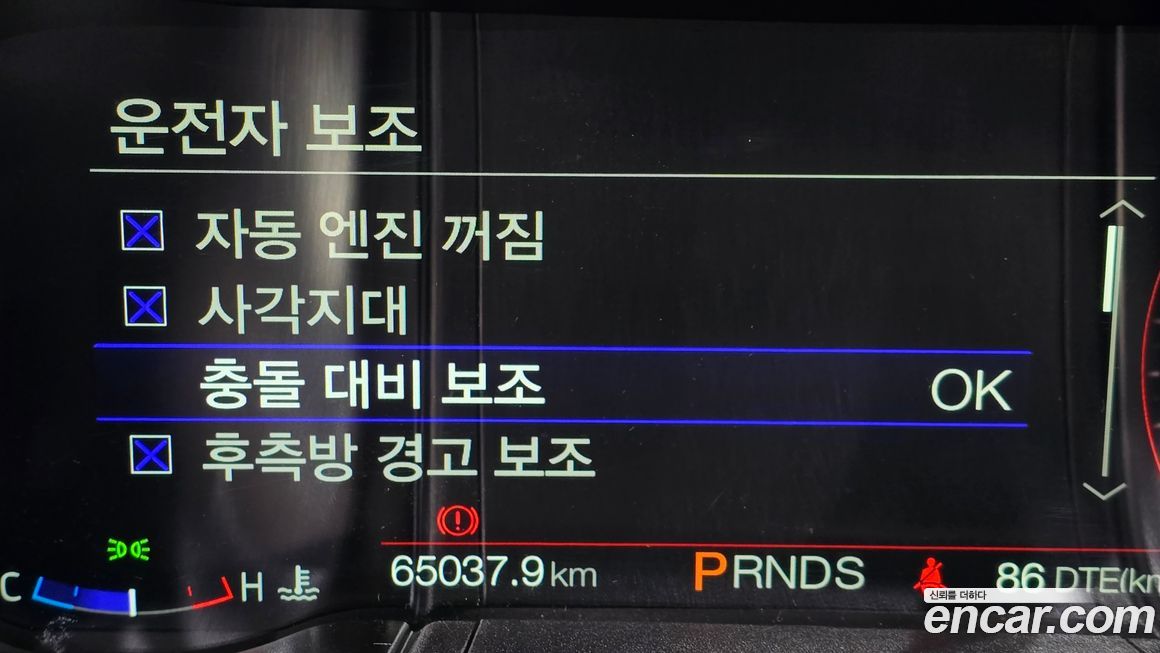 운전자 보조
자동 엔진 꺼짐
사각지대
충돌 대비 보조 OK
후측방 경고 보조
C H 65037.9 km PRNDS 86 DTE(km
신뢰를 더하다
encar.com